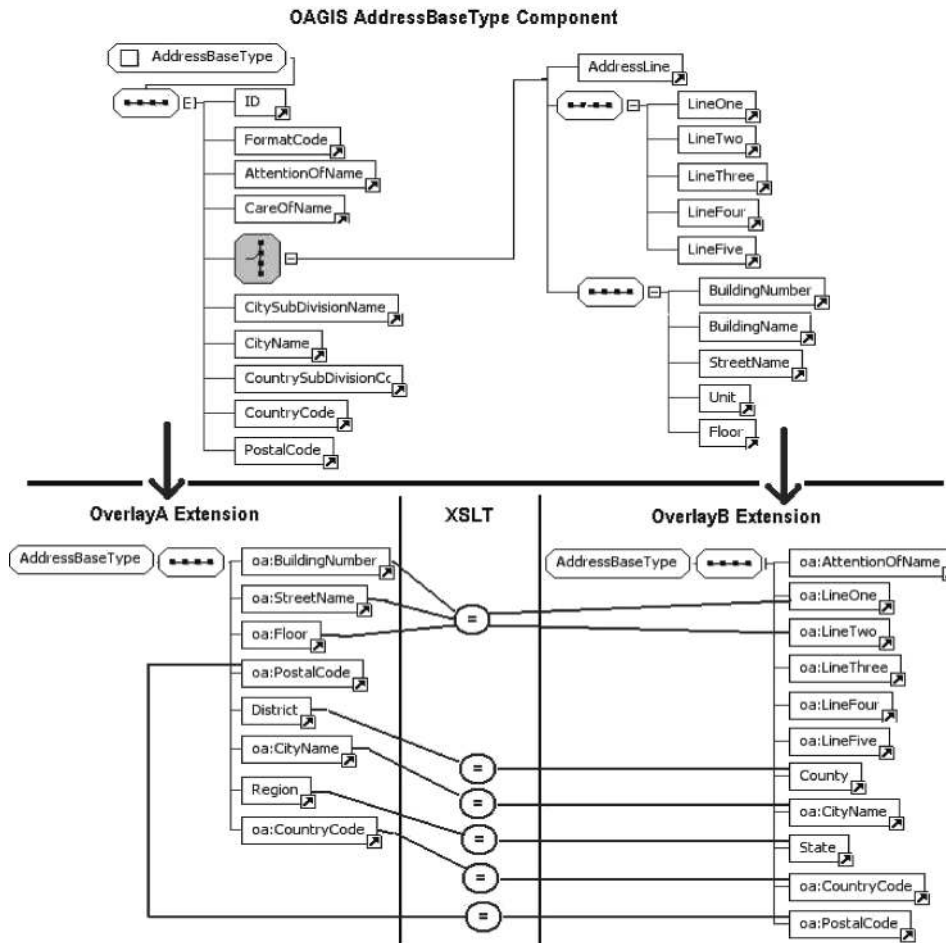 OAGIS AddressBaseType Component
AddressBaseType
ID
FormatCode
AttentionOfName
CareOfName
CitySubDivisionName
CityName
CountrySubDivisionCo
CountryCode
PostalCode
AddressLine
LineOne
LineTwo
LineThree
LineFour
LineFive
BuildingNumber
BuildingName
StreetName
Unit
Floor
OverlayA Extension
AddressBaseType
oa:BuildingNumber
oa:StreetName
oa:Floor
oa:PostalCode
District
oa:CityName
Region
oa:CountryCode
XSLT
=
=
=
=
=
=
OverlayB Extension
AddressBaseType
oa:AttentionOfName
oa:LineOne
oa:LineTwo
oa:LineThree
oa:LineFour
oa:LineFive
County
oa:CityName
State
oa:CountryCode
oa:PostalCode